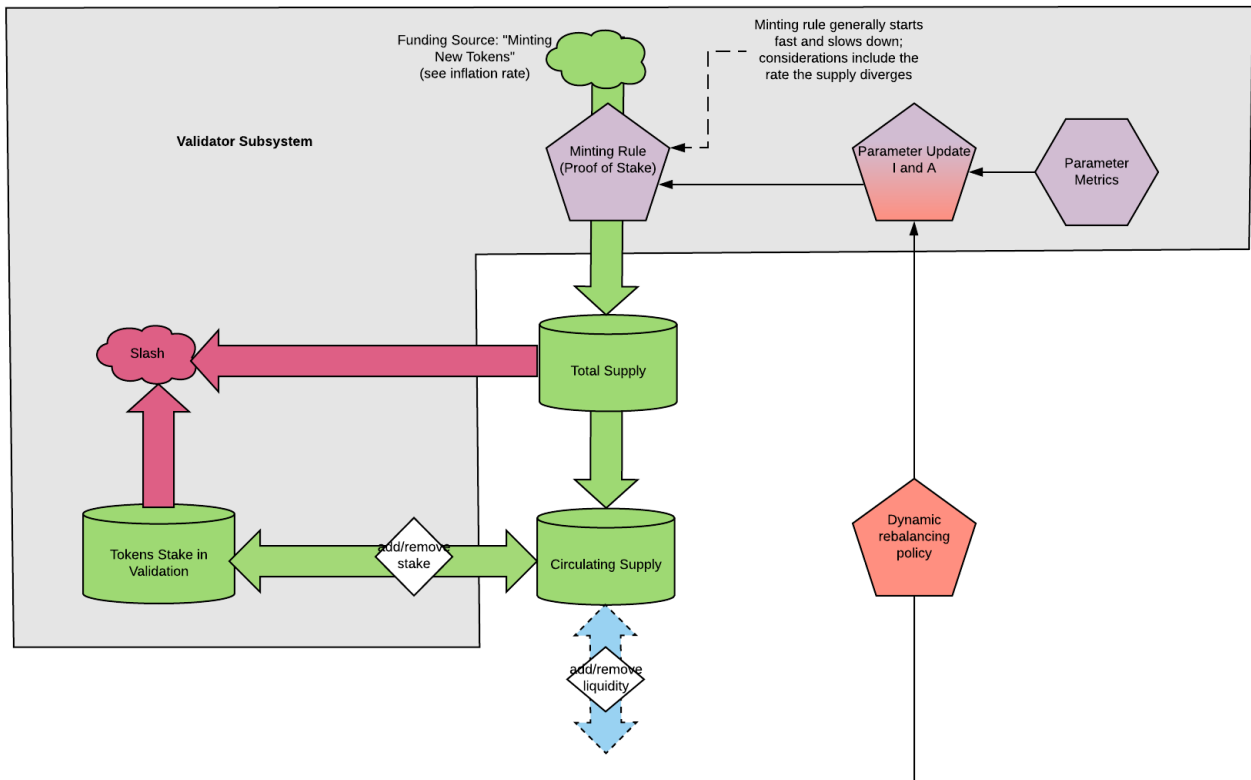 Funding Source: "Minting
New Tokens"
(see inflation rate)
Minting rule generally starts
fast and slows down;
considerations include the
rate the supply diverges
Validator Subsystem
Minting Rule
(Proof of Stake)
Parameter Update
I and A
Parameter
Metrics
Slash
Total Supply
Tokens Stake in
Validation
add/remove
stake
Circulating Supply
Dynamic
rebalancing
policy
add/remove
liquidity